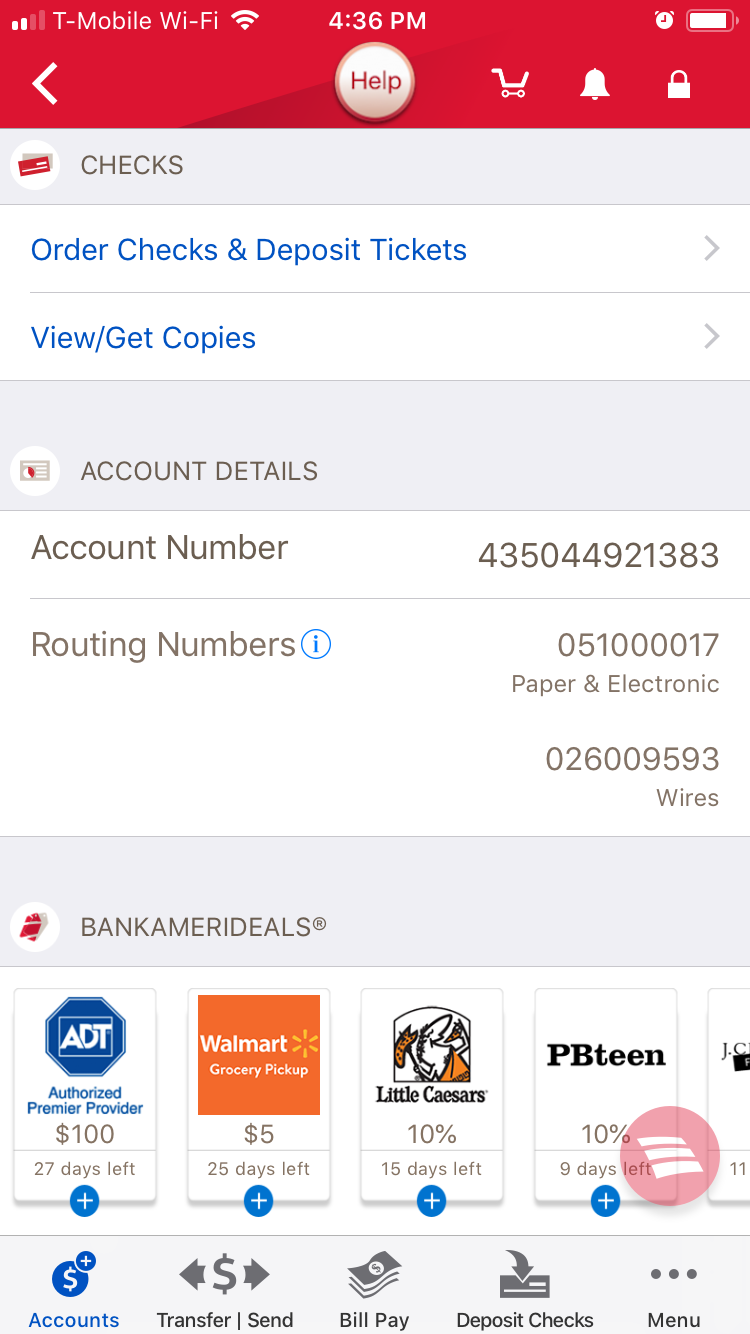 T-Mobile Wi-Fi 4:36 PM
Help
CHECKS
Order Checks & Deposit Tickets
View/Get Copies
ACCOUNT DETAILS
Account Number 435044921383
Routing Numbers 051000017
Paper & Electronic
026009593
Wires
BANKAMERIDEALS®
ADT
Authorized
Premier Provider
$100
27 days left
Walmart
Grocery Pickup
$5
25 days left
Little Caesars
10%
15 days left
PBteen
10%
9 days left
11
Accounts Transfer | Send Bill Pay Deposit Checks Menu